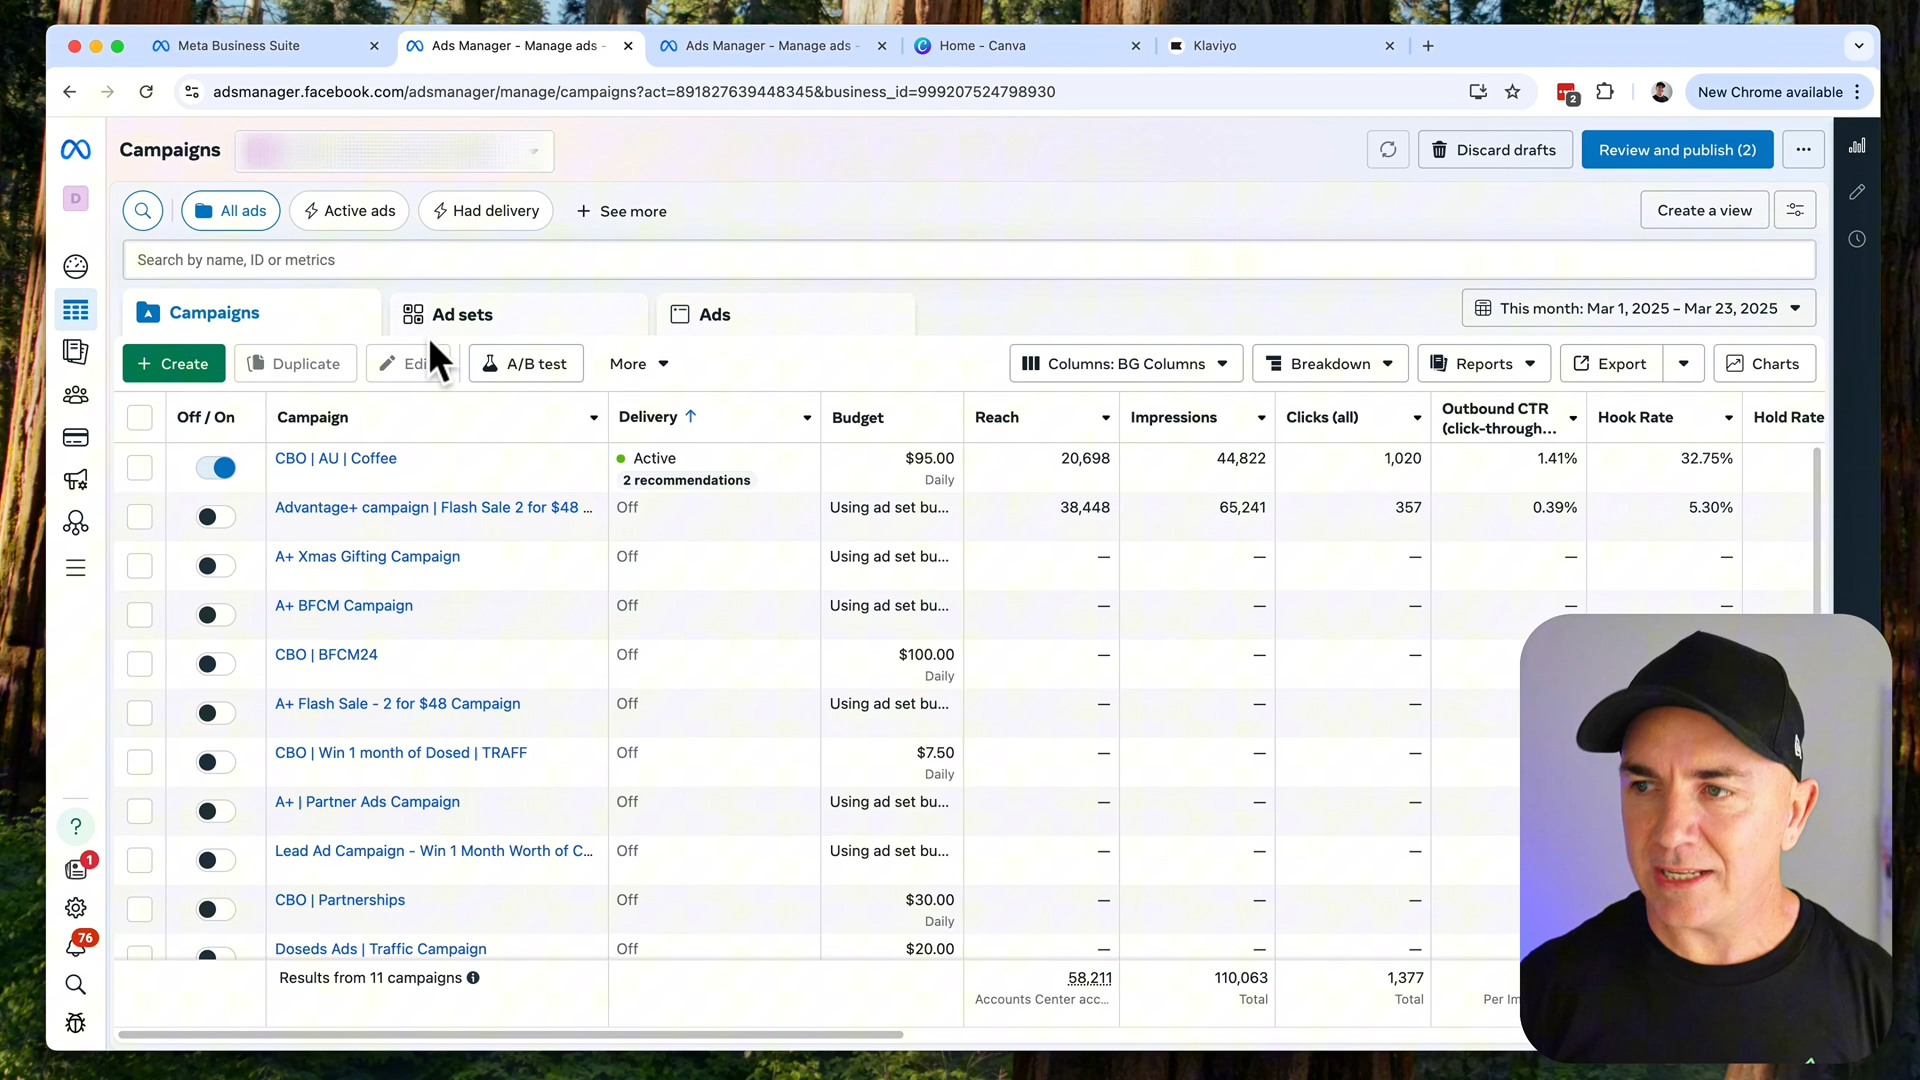 Meta Business Suite
Ads Manager - Manage ads -
Ads Manager - Manage ads -
Home - Canva
Klaviyo
adsmanager.facebook.com/adsmanager/manage/campaigns?act=891827639448345&business_id=999207524798930
2
New Chrome available
Campaigns
Discard drafts
Review and publish (2)
D
All ads
Active ads
Had delivery
See more
Create a view
Search by name, ID or metrics
Campaigns
Ad sets
Ads
This month: Mar 1, 2025 – Mar 23, 2025
Create
Duplicate
A/B test
More
Columns: BG Columns
Breakdown
Reports
Export
Charts
Off / On
Campaign
Delivery
Budget
Reach
Impressions
Clicks (all)
Outbound CTR
(click-through...
Hook Rate
Hold Rate
CBO | AU | Coffee
Active
2 recommendations
$95.00
Daily
20,698
44,822
1,020
1.41%
32.75%
Advantage+ campaign | Flash Sale 2 for $48 ...
Off
Using ad set bu...
38,448
65,241
357
0.39%
5.30%
A+ Xmas Gifting Campaign
Off
Using ad set bu...
—
—
—
—
—
A+ BFCM Campaign
Off
Using ad set bu...
—
—
—
—
—
CBO | BFCM24
Off
$100.00
Daily
—
—
—
A+ Flash Sale - 2 for $48 Campaign
Off
Using ad set bu...
—
—
—
CBO | Win 1 month of Dosed | TRAFF
Off
$7.50
Daily
—
—
—
A+ | Partner Ads Campaign
Off
Using ad set bu...
—
—
—
Lead Ad Campaign - Win 1 Month Worth of C...
Off
Using ad set bu...
—
—
—
CBO | Partnerships
Off
$30.00
Daily
—
—
—
Doseds Ads | Traffic Campaign
Off
$20.00
—
—
—
Results from 11 campaigns
58,211
Accounts Center acc...
110,063
Total
1,377
Total
?
1
76